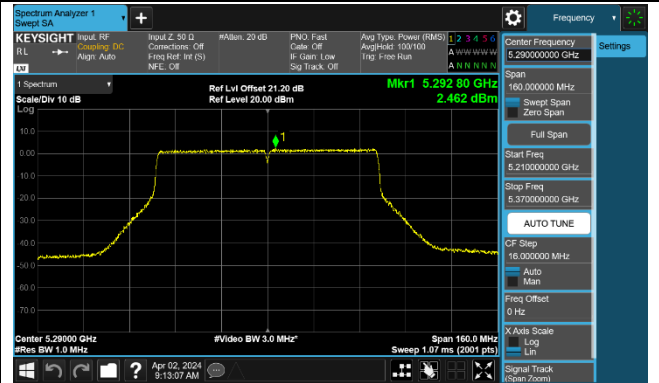 Spectrum Analyzer 1
Swept SA
Frequency
KEYSIGHT
RL
LXI
Input: RF
Coupling: DC
Align: Auto
Input Z: 50 Ω
Corrections: Off
Freq Ref: Int (S)
NFE: Off
#Atten: 20 dB
PNO: Fast
Gate: Off
IF Gain: Low
Sig Track: Off
Avg Type: Power (RMS)
Avg|Hold: 100/100
Trig: Free Run
1 2 3 4 5 6
A W W W W W
A N N N N N
1 Spectrum
Scale/Div 10 dB
Log
Ref Lvl Offset 21.20 dB
Ref Level 20.00 dBm
Mkr1 5.292 80 GHz
2.462 dBm
1
10.0
0.00
-10.0
-20.0
-30.0
-40.0
-50.0
-60.0
-70.0
Center 5.29000 GHz
#Res BW 1.0 MHz
#Video BW 3.0 MHz*
Span 160.0 MHz
Sweep 1.07 ms (2001 pts)
Center Frequency
5.290000000 GHz
Settings
Span
160.000000 MHz
Swept Span
Zero Span
Full Span
Start Freq
5.210000000 GHz
Stop Freq
5.370000000 GHz
AUTO TUNE
CF Step
16.000000 MHz
Auto
Man
Freq Offset
0 Hz
X Axis Scale
Log
Lin
Signal Track
(Span Zoom)
?
Apr 02, 2024
9:13:07 AM